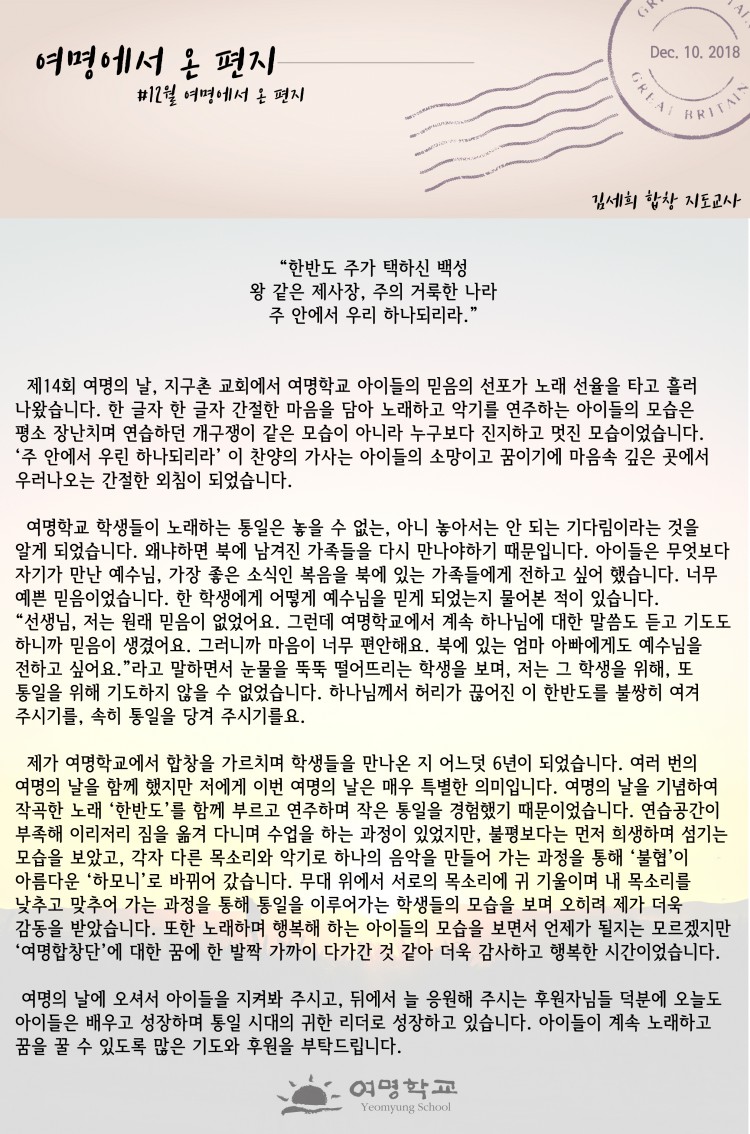 여명에서 온 편지
#12월 여명에서 온 편지
GREAT BRITAIN
Dec. 10. 2018
GREAT BRITAIN
김세희 합창 지도교사
“한반도 주가 택하신 백성
왕 같은 제사장, 주의 거룩한 나라
주 안에서 우리 하나되리라.”
제14회 여명의 날, 지구촌 교회에서 여명학교 아이들의 믿음의 선포가 노래 선율을 타고 흘러
나왔습니다. 한 글자 한 글자 간절한 마음을 담아 노래하고 악기를 연주하는 아이들의 모습은
평소 장난치며 연습하던 개구쟁이 같은 모습이 아니라 누구보다 진지하고 멋진 모습이었습니다.
‘주 안에서 우린 하나되리라’ 이 찬양의 가사는 아이들의 소망이고 꿈이기에 마음속 깊은 곳에서
우러나오는 간절한 외침이 되었습니다.
여명학교 학생들이 노래하는 통일은 놓을 수 없는, 아니 놓아서는 안 되는 기다림이라는 것을
알게 되었습니다. 왜냐하면 북에 남겨진 가족들을 다시 만나야하기 때문입니다. 아이들은 무엇보다
자기가 만난 예수님, 가장 좋은 소식인 복음을 북에 있는 가족들에게 전하고 싶어 했습니다. 너무
예쁜 믿음이었습니다. 한 학생에게 어떻게 예수님을 믿게 되었는지 물어본 적이 있습니다.
“선생님, 저는 원래 믿음이 없었어요. 그런데 여명학교에서 계속 하나님에 대한 말씀도 듣고 기도도
하니까 믿음이 생겼어요. 그러니까 마음이 너무 편안해요. 북에 있는 엄마 아빠에게도 예수님을
전하고 싶어요.”라고 말하면서 눈물을 뚝뚝 떨어뜨리는 학생을 보며, 저는 그 학생을 위해, 또
통일을 위해 기도하지 않을 수 없었습니다. 하나님께서 허리가 끊어진 이 한반도를 불쌍히 여겨
주시기를, 속히 통일을 당겨 주시기를요.
제가 여명학교에서 합창을 가르치며 학생들을 만나온 지 어느덧 6년이 되었습니다. 여러 번의
여명의 날을 함께 했지만 저에게 이번 여명의 날은 매우 특별한 의미입니다. 여명의 날을 기념하여
작곡한 노래 ‘한반도’를 함께 부르고 연주하며 작은 통일을 경험했기 때문이었습니다. 연습공간이
부족해 이리저리 짐을 옮겨 다니며 수업을 하는 과정이 있었지만, 불평보다는 먼저 희생하며 섬기는
모습을 보았고, 각자 다른 목소리와 악기로 하나의 음악을 만들어 가는 과정을 통해 ‘불협’이
아름다운 ‘하모니’로 바뀌어 갔습니다. 무대 위에서 서로의 목소리에 귀 기울이며 내 목소리를
낮추고 맞추어 가는 과정을 통해 통일을 이루어가는 학생들의 모습을 보며 오히려 제가 더욱
감동을 받았습니다. 또한 노래하며 행복해 하는 아이들의 모습을 보면서 언제가 될지는 모르겠지만
‘여명합창단’에 대한 꿈에 한 발짝 가까이 다가간 것 같아 더욱 감사하고 행복한 시간이었습니다.
여명의 날에 오셔서 아이들을 지켜봐 주시고, 뒤에서 늘 응원해 주시는 후원자님들 덕분에 오늘도
아이들은 배우고 성장하며 통일 시대의 귀한 리더로 성장하고 있습니다. 아이들이 계속 노래하고
꿈을 꿀 수 있도록 많은 기도와 후원을 부탁드립니다.
여명학교
Yeomyung School